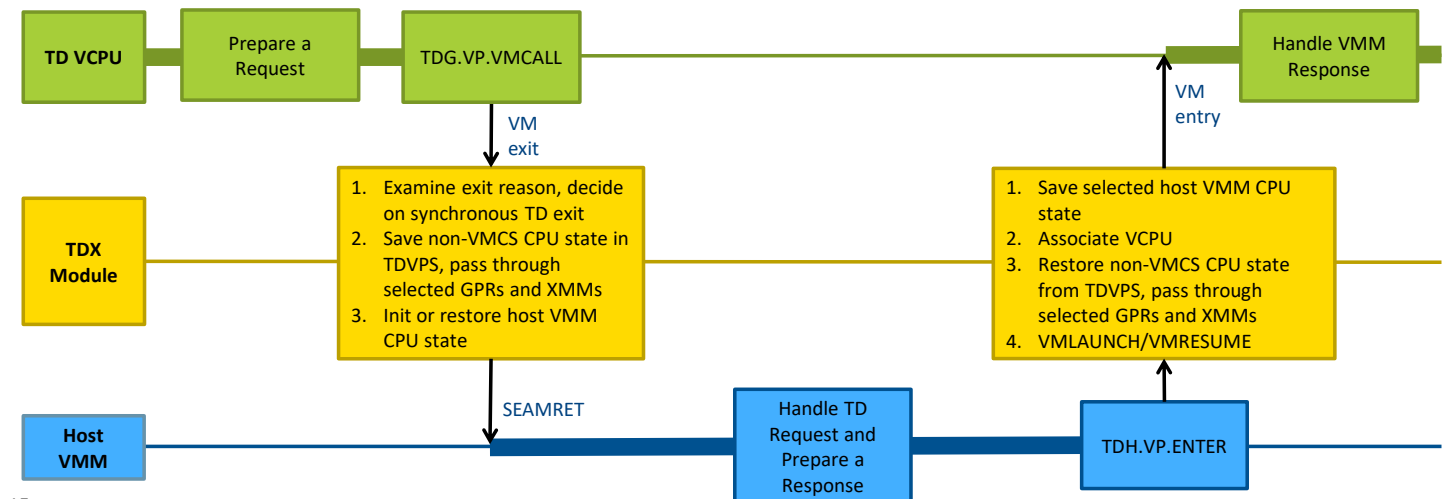 TD VCPU
Prepare a
Request
TDG.VP.VMCALL
Handle VMM
Response
VM
exit
VM
entry
TDX
Module
1. Examine exit reason, decide
on synchronous TD exit
2. Save non-VMCS CPU state in
TDVPS, pass through
selected GPRs and XMMs
3. Init or restore host VMM
CPU state
1. Save selected host VMM CPU
state
2. Associate VCPU
3. Restore non-VMCS CPU state
from TDVPS, pass through
selected GPRs and XMMs
4. VMLAUNCH/VMRESUME
SEAMRET
Host
VMM
Handle TD
Request and
Prepare a
Response
TDH.VP.ENTER